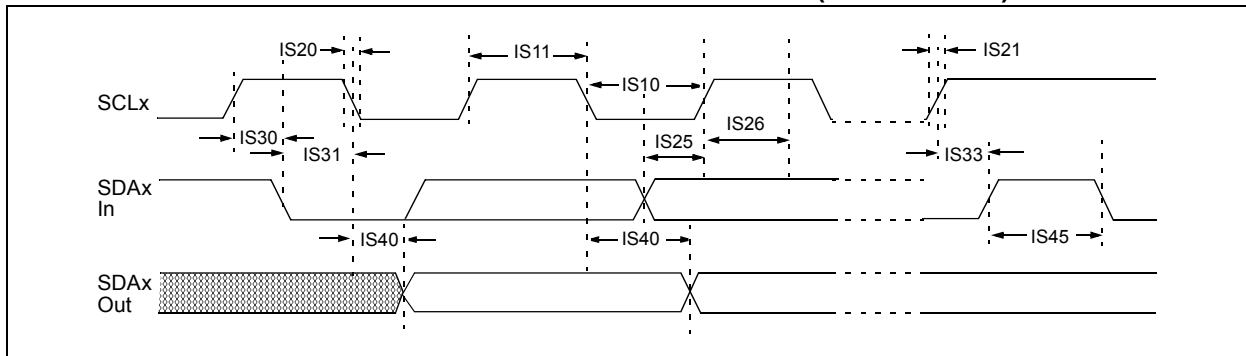 IS20
IS11
IS21
IS10
SCLx
IS30
IS31
IS25
IS26
IS33
SDAx
In
IS40
IS40
IS45
SDAx
Out